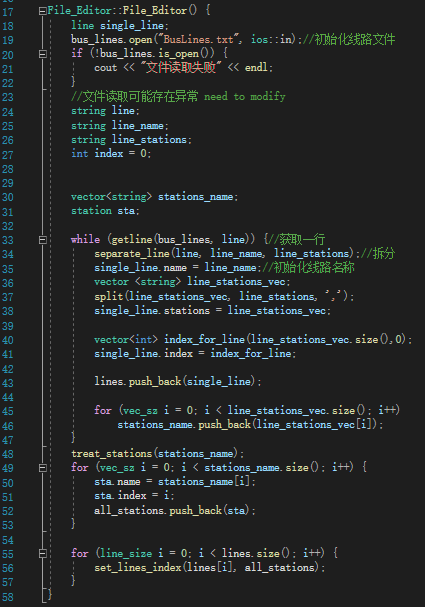 17 File_Editor::File_Editor() {
18 line single_line;
19 bus_lines.open("BusLines.txt", ios::in);//初始化线路文件
20 if (!bus_lines.is_open()) {
21 cout << "文件读取失败" << endl;
22 }
23 //文件读取可能存在异常 need to modify
24 string line;
25 string line_name;
26 string line_stations;
27 int index = 0;
28
29
30 vector<string> stations_name;
31 station sta;
32
33 while (getline(bus_lines, line)) {//获取一行
34 separate_line(line, line_name, line_stations);//拆分
35 single_line.name = line_name;//初始化线路名称
36 vector <string> line_stations_vec;
37 split(line_stations_vec, line_stations, ',');
38 single_line.stations = line_stations_vec;
39
40 vector<int> index_for_line(line_stations_vec.size(),0);
41 single_line.index = index_for_line;
42
43 lines.push_back(single_line);
44
45 for (vec_sz i = 0; i < line_stations_vec.size(); i++)
46 stations_name.push_back(line_stations_vec[i]);
47 }
48 treat_stations(stations_name);
49 for (vec_sz i = 0; i < stations_name.size(); i++) {
50 sta.name = stations_name[i];
51 sta.index = i;
52 all_stations.push_back(sta);
53 }
54
55 for (line_size i = 0; i < lines.size(); i++) {
56 set_lines_index(lines[i], all_stations);
57 }
58 }